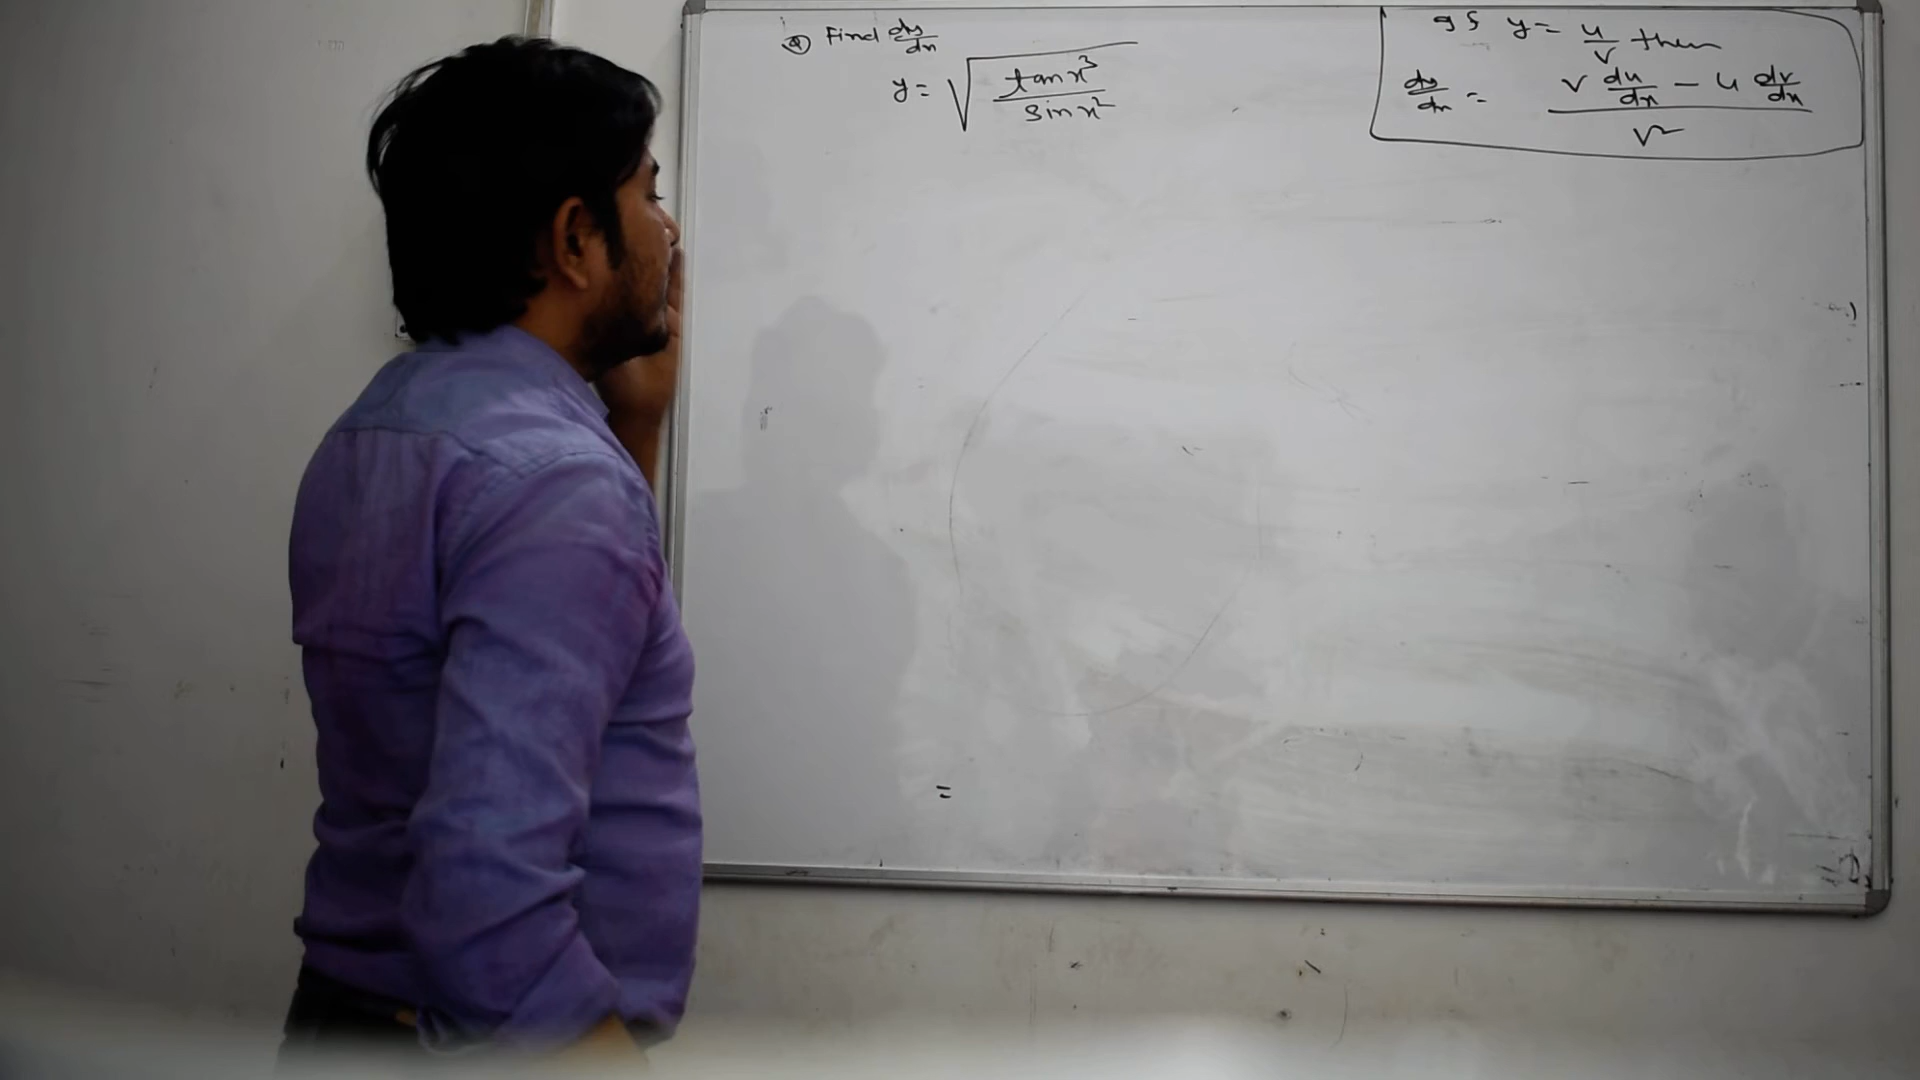 Q Find dy/dx
y = √(tan x³ / sin x²)
If y = u/v then
dy/dx = (v du/dx - u dv/dx) / v²
=